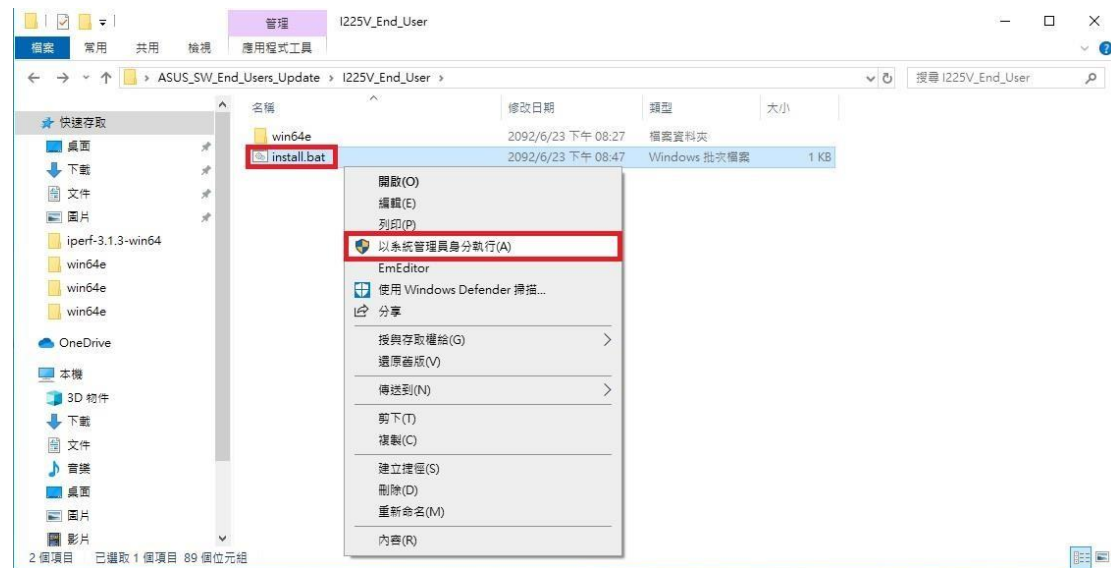 管理
I225V_End_User
檔案 常用 共用 檢視 應用程式工具
ASUS_SW_End_Users_Update > I225V_End_User >
搜尋 I225V_End_User
名稱 修改日期 類型 大小
快速存取
桌面
下載
文件
圖片
iperf-3.1.3-win64
win64e
win64e
win64e
OneDrive
本機
3D 物件
下載
文件
音樂
桌面
圖片
影片
win64e 2092/6/23 下午 08:27 檔案資料夾
install.bat 2092/6/23 下午 08:47 Windows 批次檔案 1 KB
開啟(O)
編輯(E)
列印(P)
以系統管理員身分執行(A)
EmEditor
使用 Windows Defender 掃描...
分享
授與存取權給(G)
還原舊版(V)
傳送到(N)
剪下(T)
複製(C)
建立捷徑(S)
刪除(D)
重新命名(M)
內容(R)
2 個項目 已選取 1 個項目 89 個位元組